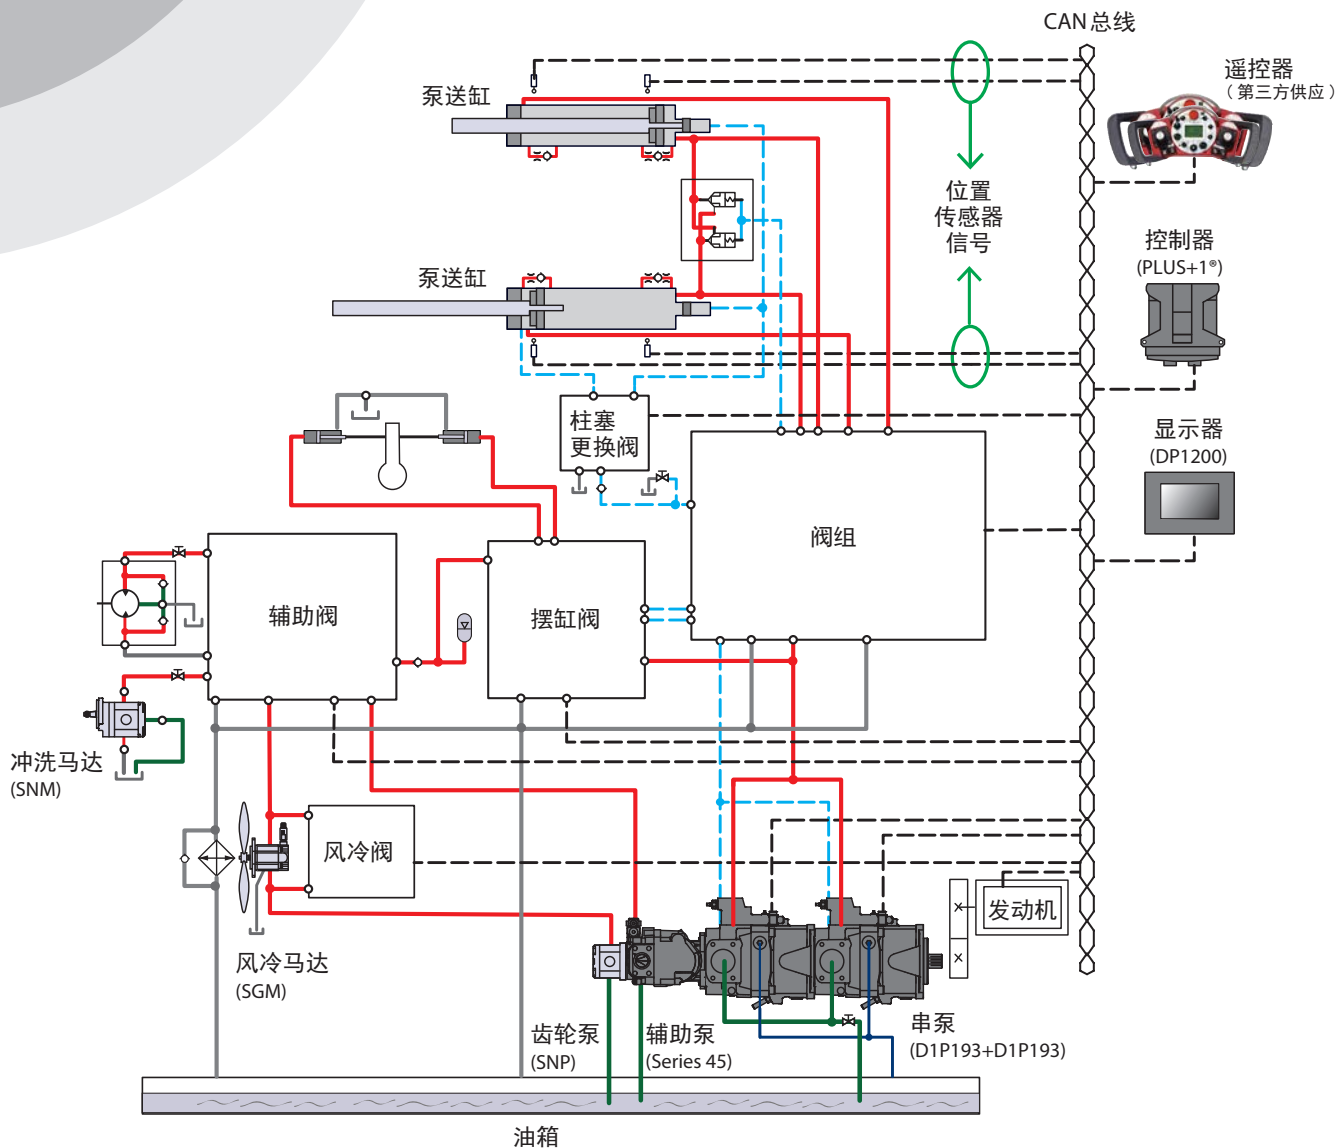 CAN 总线
遥控器
（第三方供应）
泵送缸
位置
传感器
信号
控制器
(PLUS+1®)
泵送缸
柱塞
更换阀
显示器
(DP1200)
阀组
辅助阀
摆缸阀
冲洗马达
(SNM)
风冷阀
发动机
风冷马达
(SGM)
齿轮泵
(SNP)
辅助泵
(Series 45)
串泵
(D1P193+D1P193)
油箱